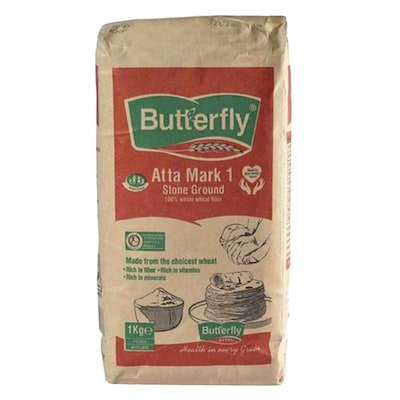 Butterfly®
Atta Mark 1
Stone Ground
100% whole wheat flour
Made from the choicest wheat
•Rich in fiber •Rich in vitamins
•Rich in minerals
1Kg e
Butterfly
Health in every Grain